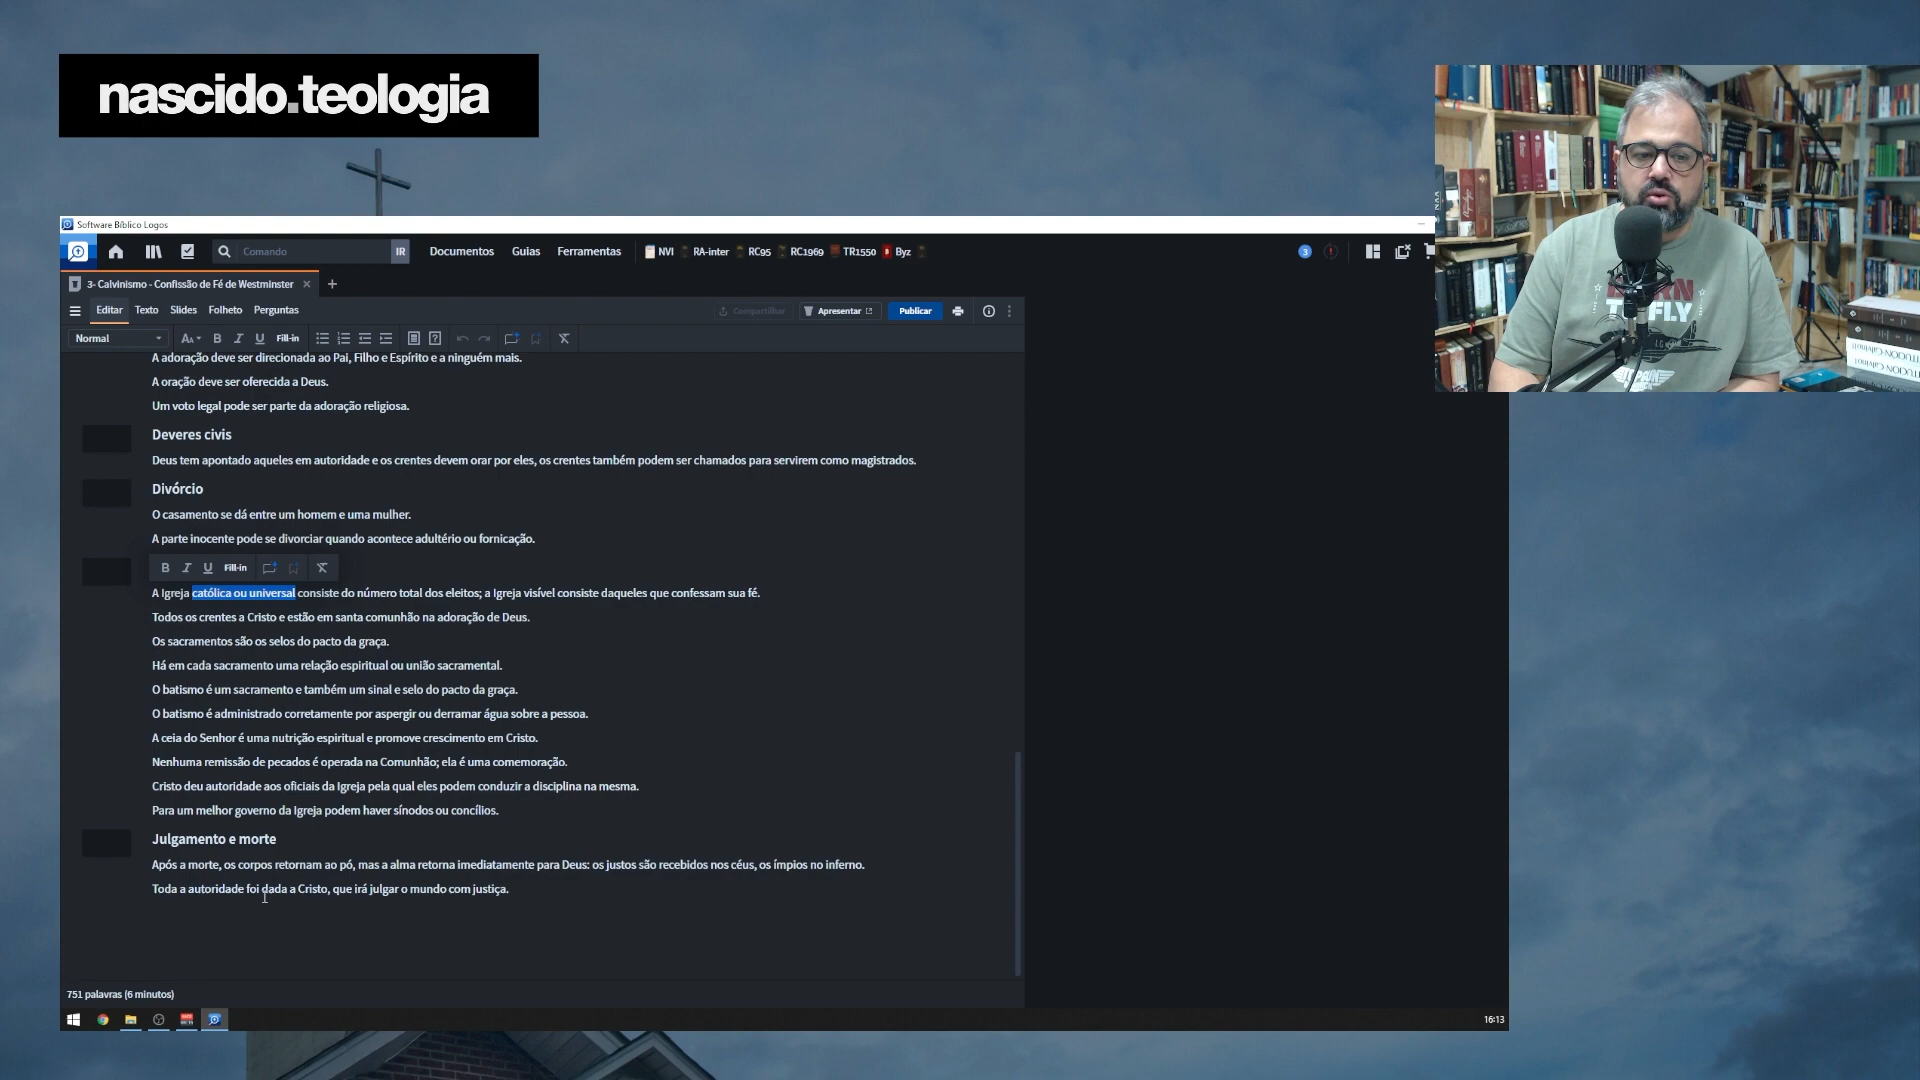 nascido.teologia
Software Bíblico Logos
Comando
IR
Documentos
Guias
Ferramentas
NVI
RA-inter
RC95
RC1969
TR1550
Byz
3
3- Calvinismo - Confissão de Fé de Westminster
Editar
Texto
Slides
Folheto
Perguntas
Compartilhar
Apresentar
Publicar
Normal
B I U Fill-in
A adoração deve ser direcionada ao Pai, Filho e Espírito e a ninguém mais.
A oração deve ser oferecida a Deus.
Um voto legal pode ser parte da adoração religiosa.
Deveres civis
Deus tem apontado aqueles em autoridade e os crentes devem orar por eles, os crentes também podem ser chamados para servirem como magistrados.
Divórcio
O casamento se dá entre um homem e uma mulher.
A parte inocente pode se divorciar quando acontece adultério ou fornicação.
B I U Fill-in
A Igreja católica ou universal consiste do número total dos eleitos; a Igreja visível consiste daqueles que confessam sua fé.
Todos os crentes a Cristo e estão em santa comunhão na adoração de Deus.
Os sacramentos são os selos do pacto da graça.
Há em cada sacramento uma relação espiritual ou união sacramental.
O batismo é um sacramento e também um sinal e selo do pacto da graça.
O batismo é administrado corretamente por aspergir ou derramar água sobre a pessoa.
A ceia do Senhor é uma nutrição espiritual e promove crescimento em Cristo.
Nenhuma remissão de pecados é operada na Comunhão; ela é uma comemoração.
Cristo deu autoridade aos oficiais da Igreja pela qual eles podem conduzir a disciplina na mesma.
Para um melhor governo da Igreja podem haver sínodos ou concílios.
Julgamento e morte
Após a morte, os corpos retornam ao pó, mas a alma retorna imediatamente para Deus: os justos são recebidos nos céus, os ímpios no inferno.
Toda a autoridade foi dada a Cristo, que irá julgar o mundo com justiça.
751 palavras (6 minutos)
16:13